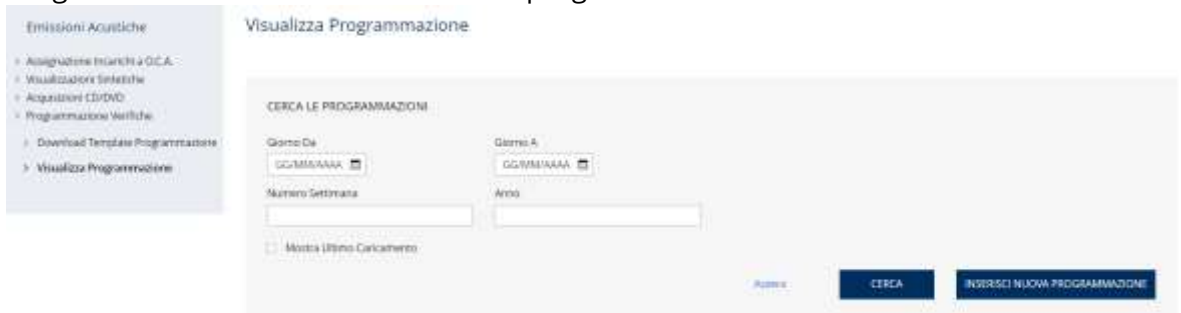 Emissioni Acustiche
Assegnazione Incarichi a O.C.A.
Visualizzazioni Sintetiche
Acquisizioni CD/DVD
Programmazione Verifiche
Download Template Programmazione
Visualizza Programmazione
Visualizza Programmazione
CERCA LE PROGRAMMAZIONI
Giorno Da
Giorno A
GG/MM/AAAA
GG/MM/AAAA
Numero Settimana
Anno
Mostra Ultimo Caricamento
Azzera
CERCA
INSERISCI NUOVA PROGRAMMAZIONE